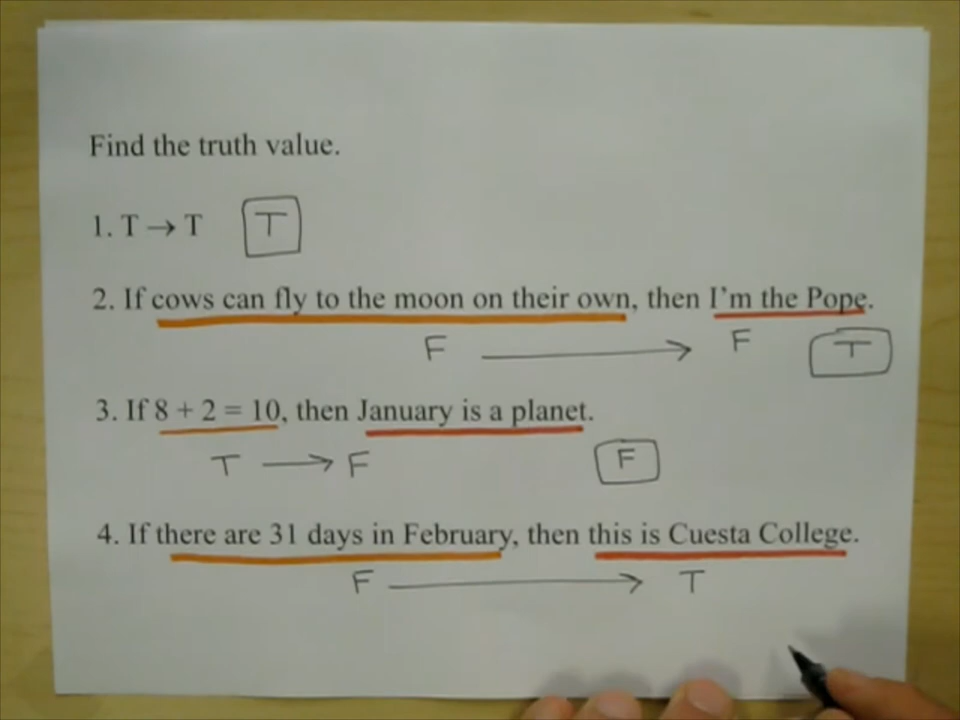 Find the truth value.
1. T → T T
2. If cows can fly to the moon on their own, then I'm the Pope.
F → F T
3. If 8 + 2 = 10, then January is a planet.
T → F F
4. If there are 31 days in February, then this is Cuesta College.
F → T